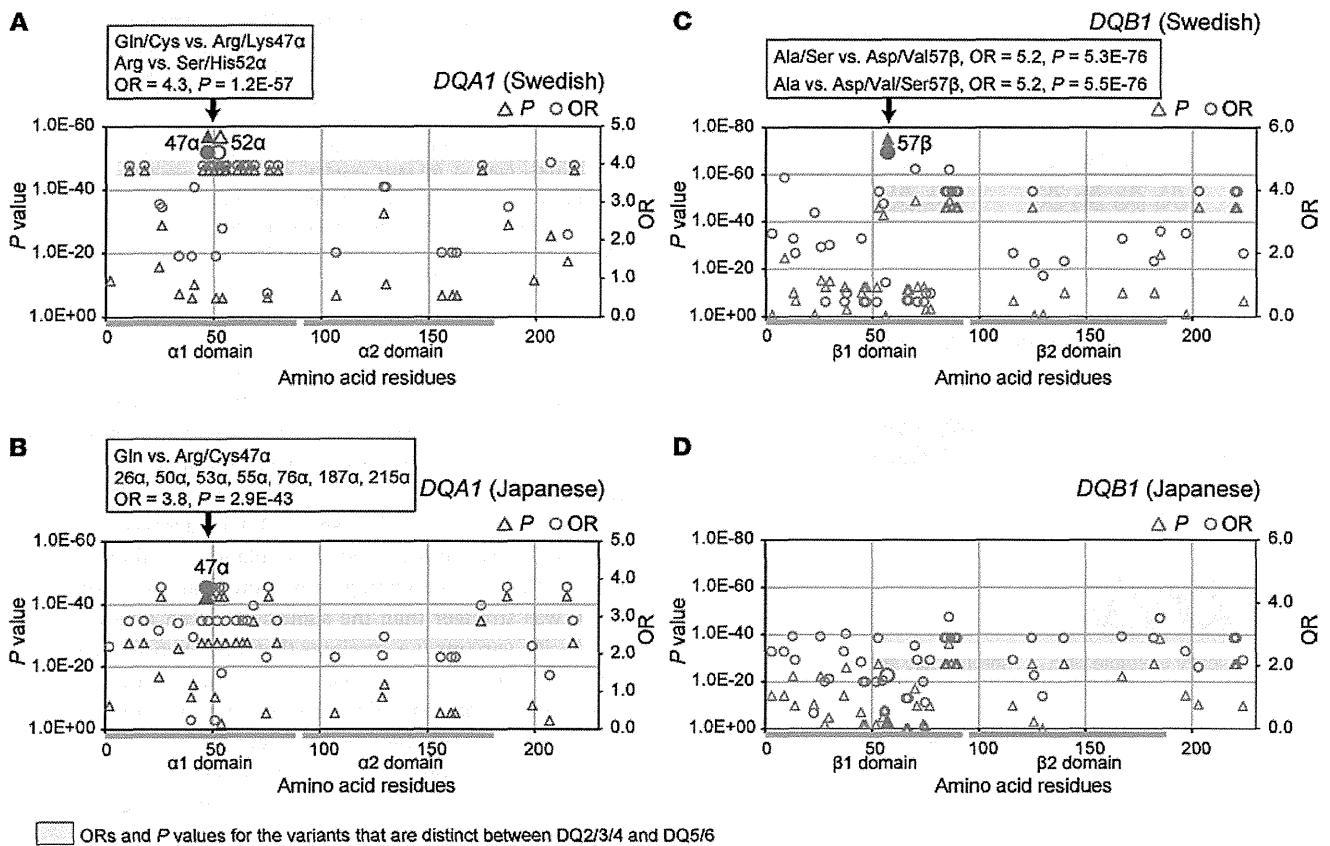 A
Gln/Cys vs. Arg/Lys47α
Arg vs. Ser/His52α
OR = 4.3, P = 1.2E-57
DQA1 (Swedish)
△ P ○ OR
47α
52α
1.0E-60
1.0E-40
1.0E-20
1.0E+00
P value
5.0
4.0
3.0
2.0
1.0
0.0
OR
0 50 100 150 200
α1 domain
α2 domain
Amino acid residues
C
DQB1 (Swedish)
Ala/Ser vs. Asp/Val57β, OR = 5.2, P = 5.3E-76
Ala vs. Asp/Val/Ser57β, OR = 5.2, P = 5.5E-76
△ P ○ OR
57β
1.0E-80
1.0E-60
1.0E-40
1.0E-20
1.0E+00
P value
6.0
4.0
2.0
0.0
OR
0 50 100 150 200
β1 domain
β2 domain
Amino acid residues
B
Gln vs. Arg/Cys47α
26α, 50α, 53α, 55α, 76α, 187α, 215α
OR = 3.8, P = 2.9E-43
DQA1 (Japanese)
△ P ○ OR
47α
1.0E-60
1.0E-40
1.0E-20
1.0E+00
P value
5.0
4.0
3.0
2.0
1.0
0.0
OR
0 50 100 150 200
α1 domain
α2 domain
Amino acid residues
D
DQB1 (Japanese)
△ P ○ OR
1.0E-80
1.0E-60
1.0E-40
1.0E-20
1.0E+00
P value
6.0
4.0
2.0
0.0
OR
0 50 100 150 200
β1 domain
β2 domain
Amino acid residues
ORs and P values for the variants that are distinct between DQ2/3/4 and DQ5/6